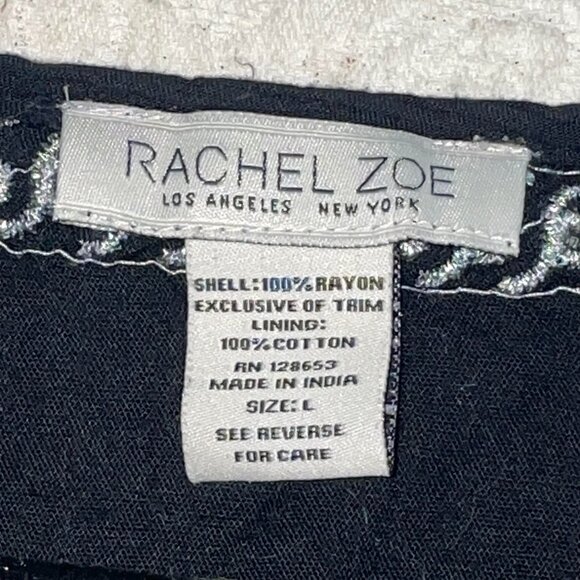 RACHEL ZOE
LOS ANGELES NEW YORK
SHELL:100% RAYON
EXCLUSIVE OF TRIM
LINING:
100% COTTON
RN 128653
MADE IN INDIA
SIZE: L
SEE REVERSE
FOR CARE